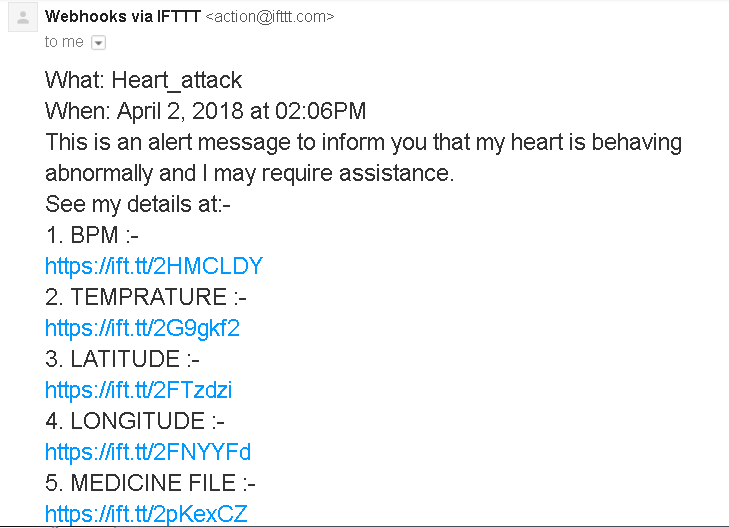 Webhooks via IFTTT <action@ifttt.com>
to me
What: Heart_attack
When: April 2, 2018 at 02:06PM
This is an alert message to inform you that my heart is behaving
abnormally and I may require assistance.
See my details at:-
1. BPM :-
https://ift.tt/2HMCLDY
2. TEMPRATURE :-
https://ift.tt/2G9gkf2
3. LATITUDE :-
https://ift.tt/2FTzdzi
4. LONGITUDE :-
https://ift.tt/2FNYYFd
5. MEDICINE FILE :-
https://ift.tt/2pKexCZ